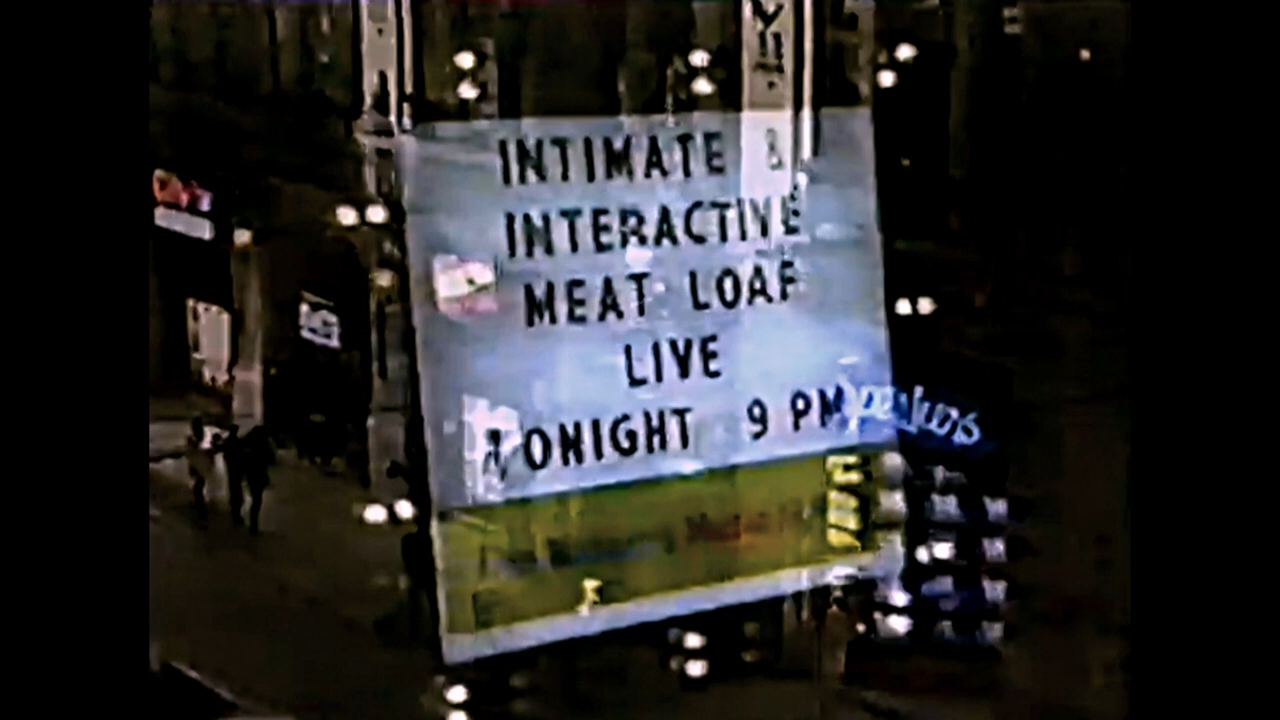 INTIMATE &
INTERACTIVE
MEAT LOAF
LIVE
TONIGHT 9 PM